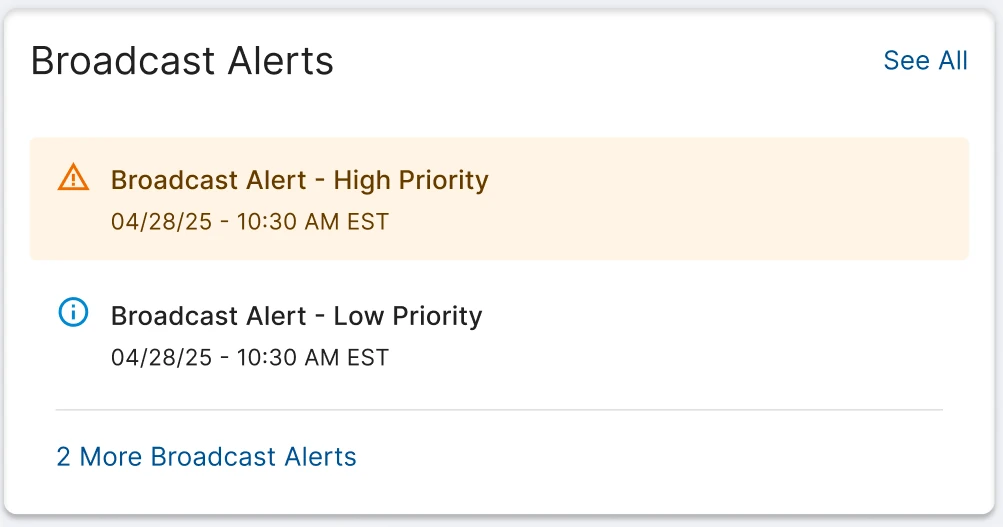 Broadcast Alerts
See All
Broadcast Alert - High Priority
04/28/25 - 10:30 AM EST
Broadcast Alert - Low Priority
04/28/25 - 10:30 AM EST
2 More Broadcast Alerts